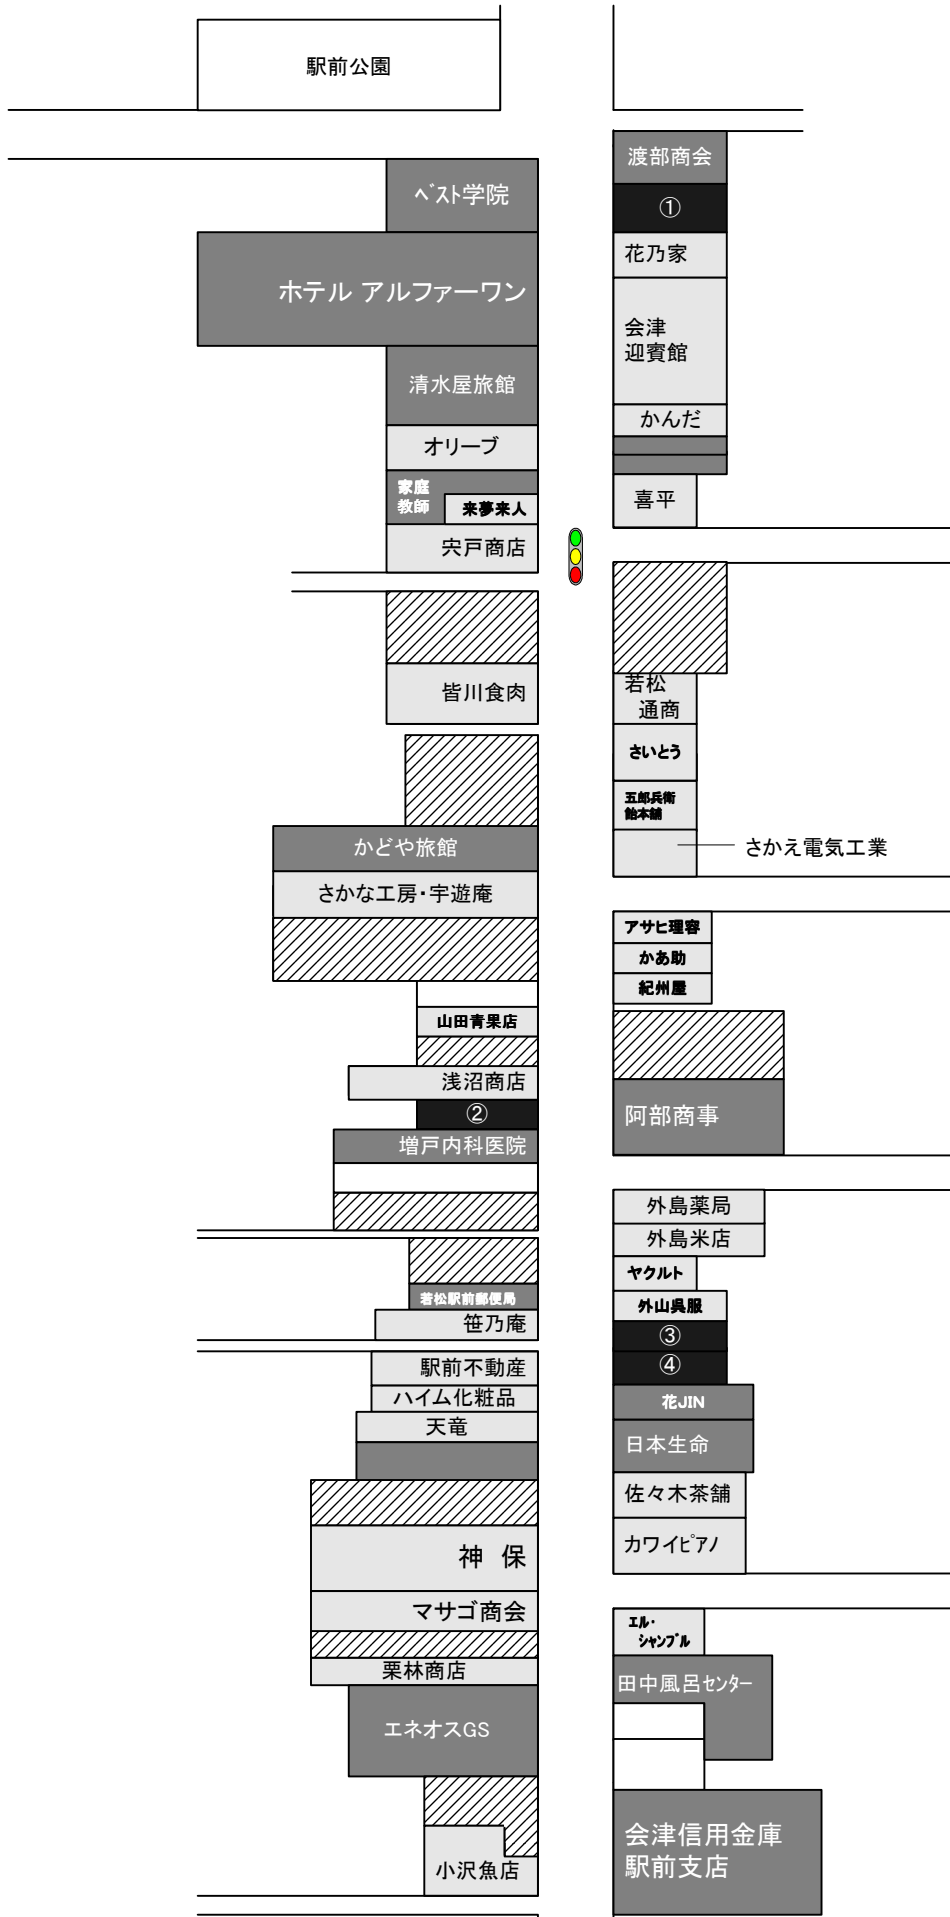 駅前公園
ベスト学院
ホテル アルファーワン
清水屋旅館
オリーブ
家庭
教師
来夢来人
宍戸商店
皆川食肉
かどや旅館
さかな工房・宇遊庵
山田青果店
浅沼商店
②
増戸内科医院
若松駅前郵便局
笹乃庵
駅前不動産
ハイム化粧品
天竜
神 保
マサゴ商会
栗林商店
エネオスGS
小沢魚店
渡部商会
①
花乃家
会津
迎賓館
かんだ
喜平
若松
通商
さいとう
五郎兵衛
飴本舗
さかえ電気工業
アサヒ理容
かあ助
紀州屋
阿部商事
外島薬局
外島米店
ヤクルト
外山呉服
③
④
花JIN
日本生命
佐々木茶舗
カワイピアノ
エル・
シャンブル
田中風呂センター
会津信用金庫
駅前支店